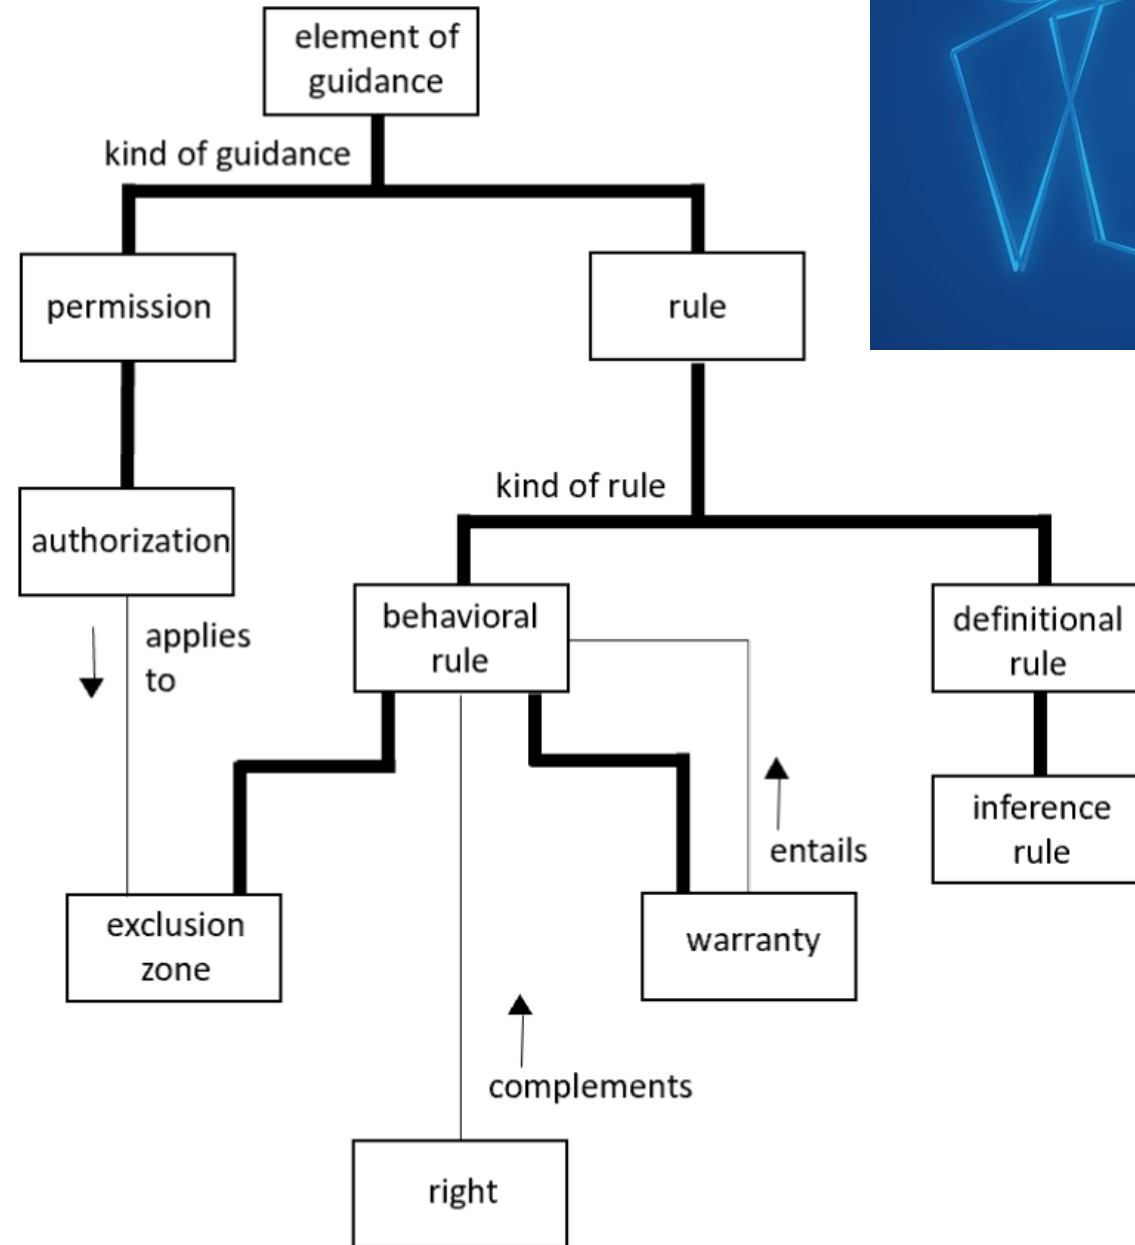 element of
guidance
kind of guidance
permission
rule
kind of rule
authorization
behavioral
rule
definitional
rule
applies
to
inference
rule
entails
exclusion
zone
warranty
complements
right